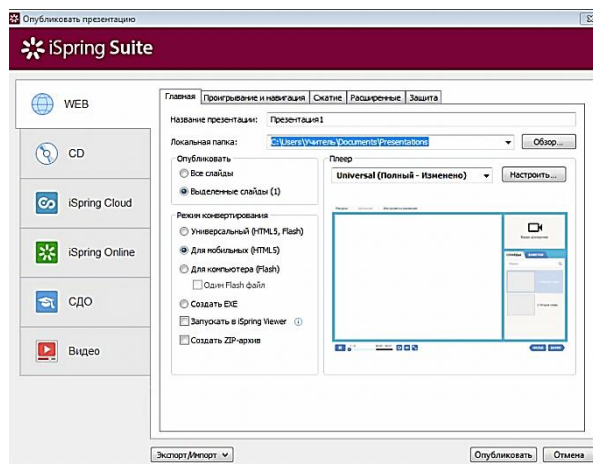 Опубликовать презентацию
iSpring Suite
WEB
CD
iSpring Cloud
iSpring Online
СДО
Видео
Главная Проигрывание и навигация Сжатие Расширенные Защита
Название презентации: Презентация1
Локальная папка: C:\Users\Учитель\Documents\Presentations Обзор...
Опубликовать
Все слайды
Выделенные слайды (1)
Режим конвертирования
Универсальный (HTML5, Flash)
Для мобильных (HTML5)
Для компьютера (Flash)
Один Flash файл
Создать EXE
Запускать в iSpring Viewer
Создать ZIP-архив
Плеер
Universal (Полный - Изменено) Настроить...
Экспорт/Импорт Опубликовать Отмена